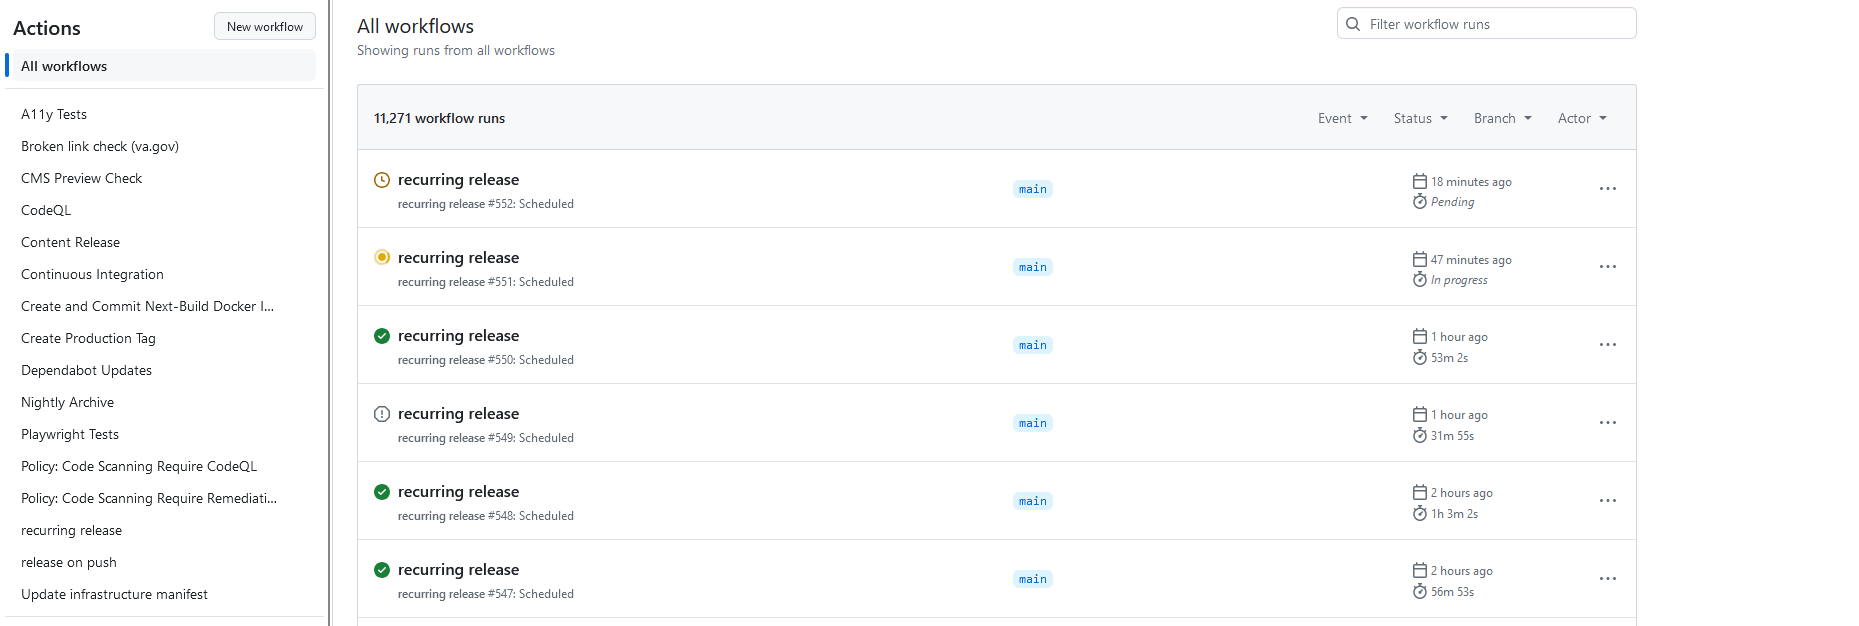 Actions
New workflow
All workflows
A11y Tests
Broken link check (va.gov)
CMS Preview Check
CodeQL
Content Release
Continuous Integration
Create and Commit Next-Build Docker I...
Create Production Tag
Dependabot Updates
Nightly Archive
Playwright Tests
Policy: Code Scanning Require CodeQL
Policy: Code Scanning Require Remediati...
recurring release
release on push
Update infrastructure manifest
All workflows
Showing runs from all workflows
Filter workflow runs
11,271 workflow runs
Event Status Branch Actor
recurring release
recurring release #552: Scheduled
main
18 minutes ago
Pending
recurring release
recurring release #551: Scheduled
main
47 minutes ago
In progress
recurring release
recurring release #550: Scheduled
main
1 hour ago
53m 2s
recurring release
recurring release #549: Scheduled
main
1 hour ago
31m 55s
recurring release
recurring release #548: Scheduled
main
2 hours ago
1h 3m 2s
recurring release
recurring release #547: Scheduled
main
2 hours ago
56m 53s